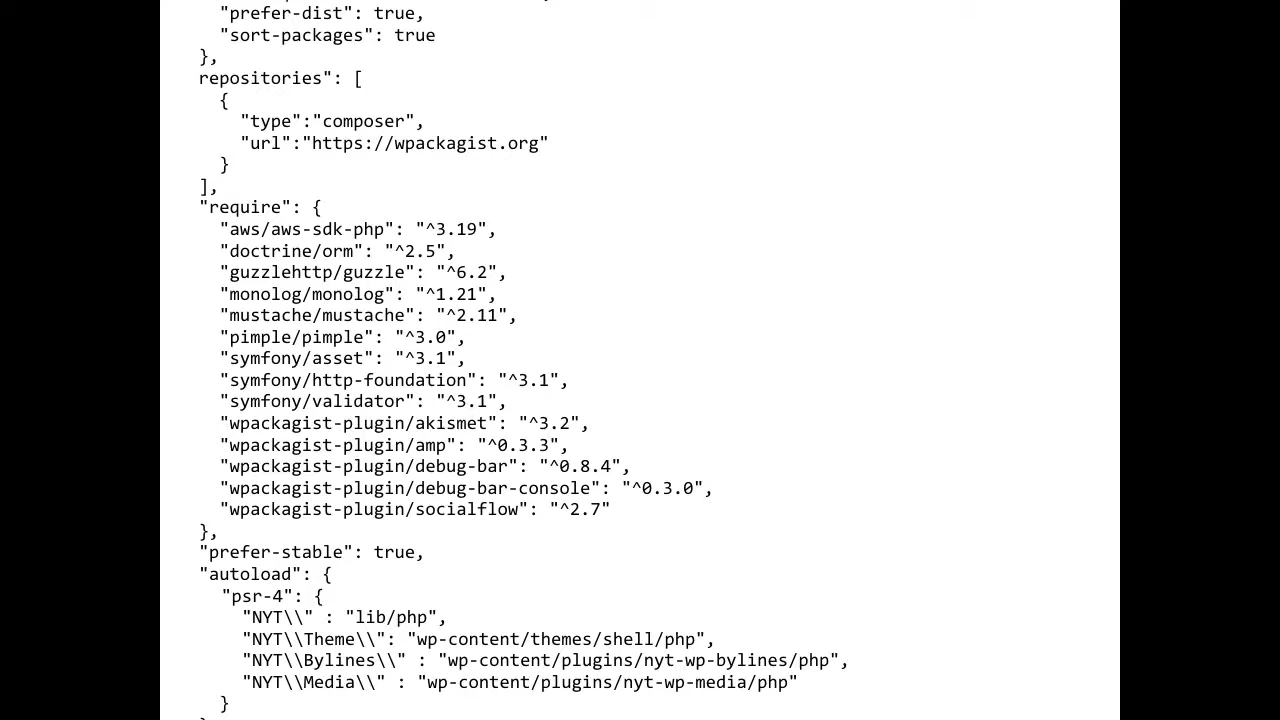 "prefer-dist": true,
"sort-packages": true
},
repositories": [
{
"type":"composer",
"url":"https://wpackagist.org"
}
],
"require": {
"aws/aws-sdk-php": "^3.19",
"doctrine/orm": "^2.5",
"guzzlehttp/guzzle": "^6.2",
"monolog/monolog": "^1.21",
"mustache/mustache": "^2.11",
"pimple/pimple": "^3.0",
"symfony/asset": "^3.1",
"symfony/http-foundation": "^3.1",
"symfony/validator": "^3.1",
"wpackagist-plugin/akismet": "^3.2",
"wpackagist-plugin/amp": "^0.3.3",
"wpackagist-plugin/debug-bar": "^0.8.4",
"wpackagist-plugin/debug-bar-console": "^0.3.0",
"wpackagist-plugin/socialflow": "^2.7"
},
"prefer-stable": true,
"autoload": {
"psr-4": {
"NYT\\" : "lib/php",
"NYT\\Theme\\": "wp-content/themes/shell/php",
"NYT\\Bylines\\" : "wp-content/plugins/nyt-wp-bylines/php",
"NYT\\Media\\" : "wp-content/plugins/nyt-wp-media/php"
}